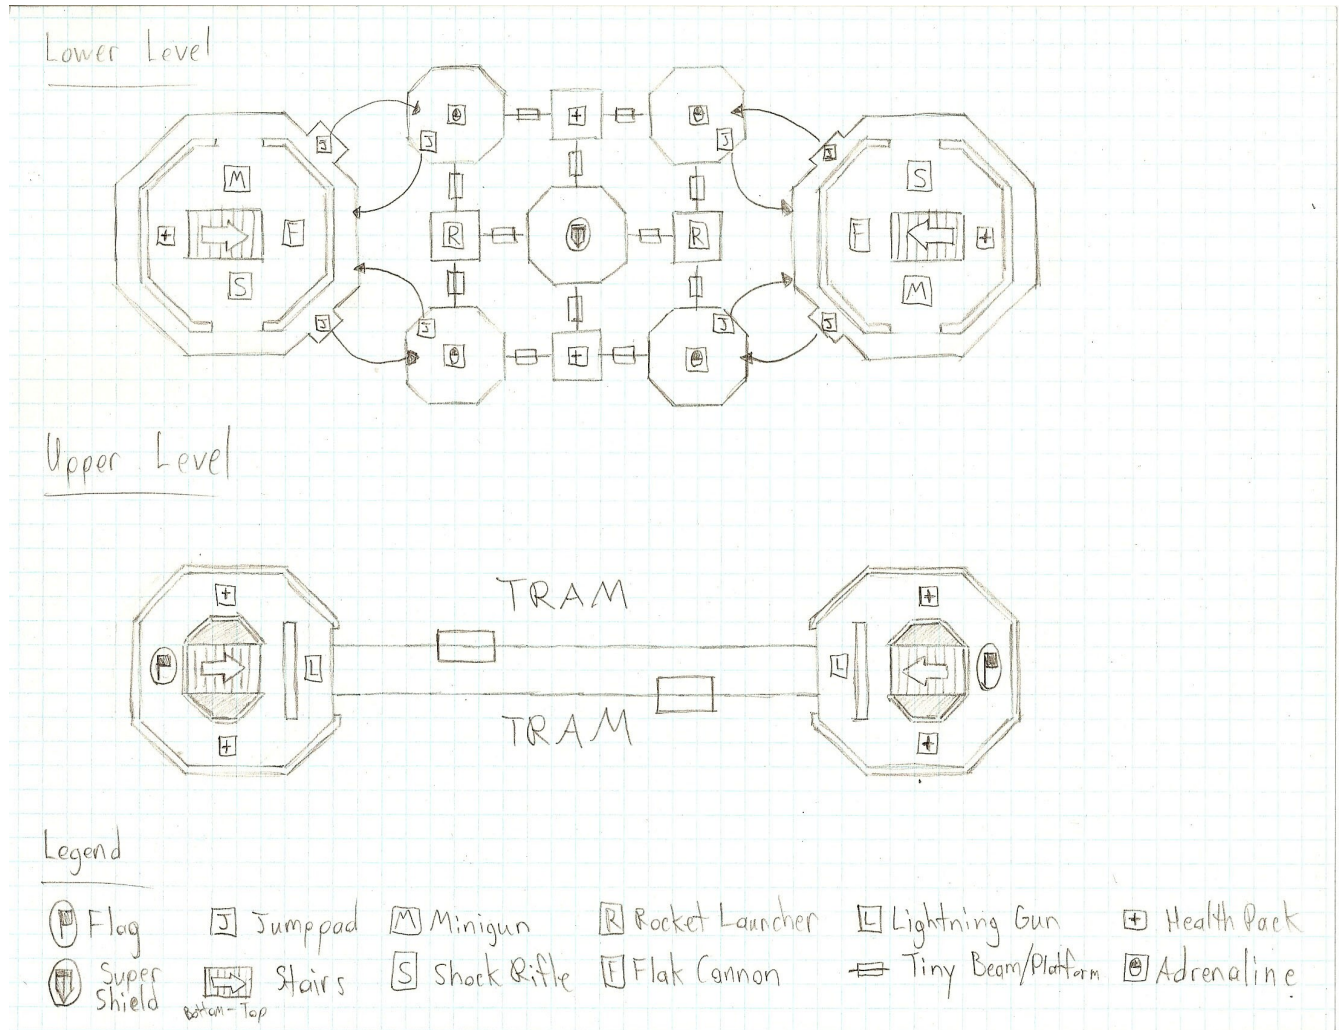 Lower Level
J J
J J
M S
R R
F F
S M
J J
J J
Upper Level
TRAM
L L
TRAM
Legend
Flag J Jumppad M Minigun R Rocket Launcher L Lightning Gun + Health Pack
Super Shield Stairs S Shock Rifle F Flak Cannon Tiny Beam/Platform Adrenaline
Bottom-Top